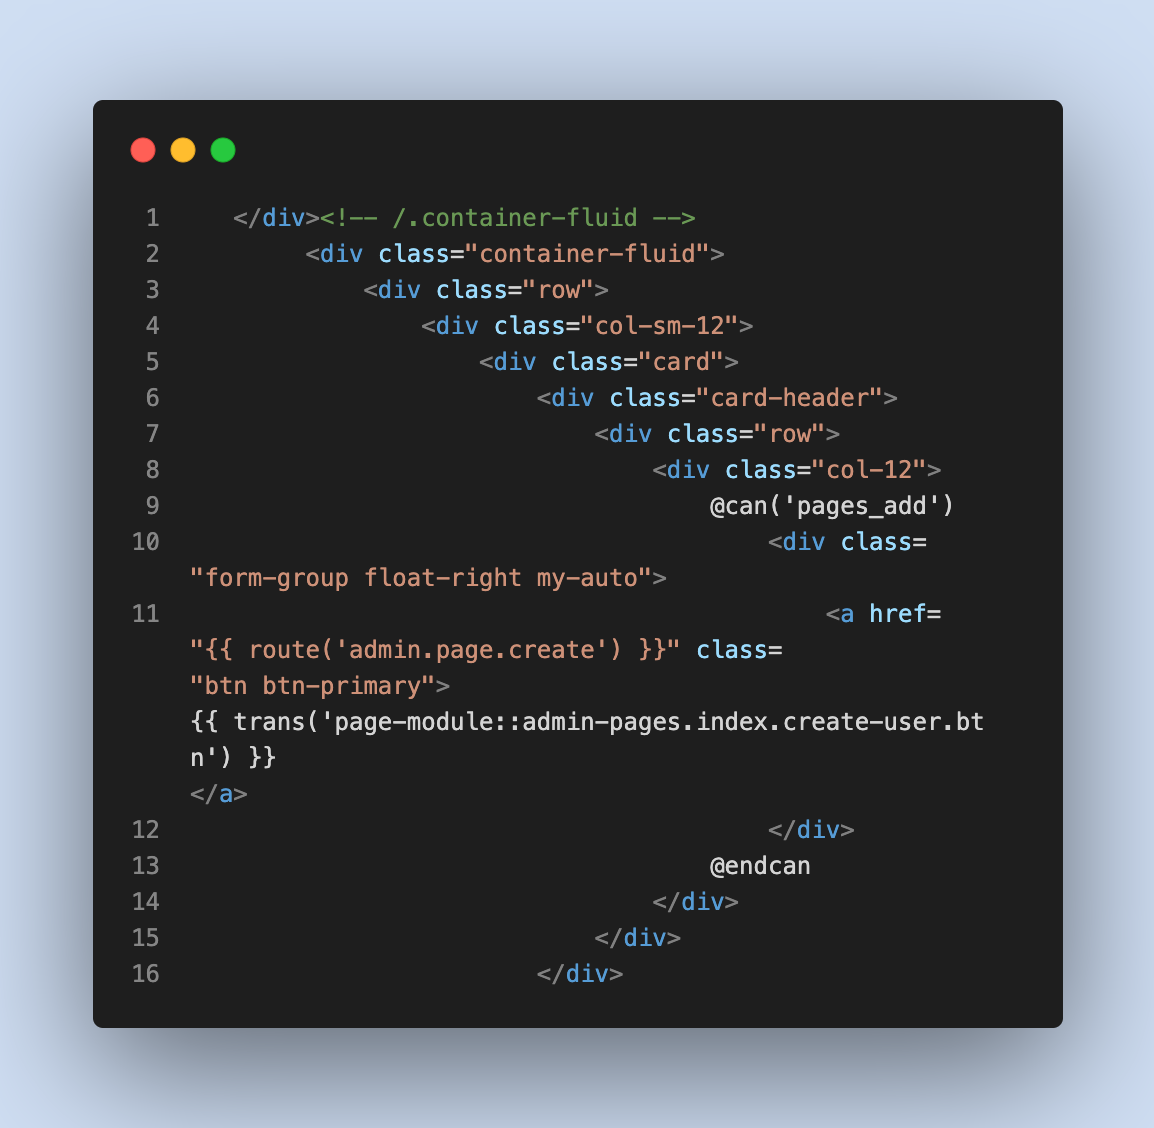 1 </div><!-- /.container-fluid -->
2 <div class="container-fluid">
3 <div class="row">
4 <div class="col-sm-12">
5 <div class="card">
6 <div class="card-header">
7 <div class="row">
8 <div class="col-12">
9 @can('pages_add')
10 <div class=
"form-group float-right my-auto">
11 <a href=
"{{ route('admin.page.create') }}" class=
"btn btn-primary">
{{ trans('page-module::admin-pages.index.create-user.bt
n') }}
</a>
12 </div>
13 @endcan
14 </div>
15 </div>
16 </div>